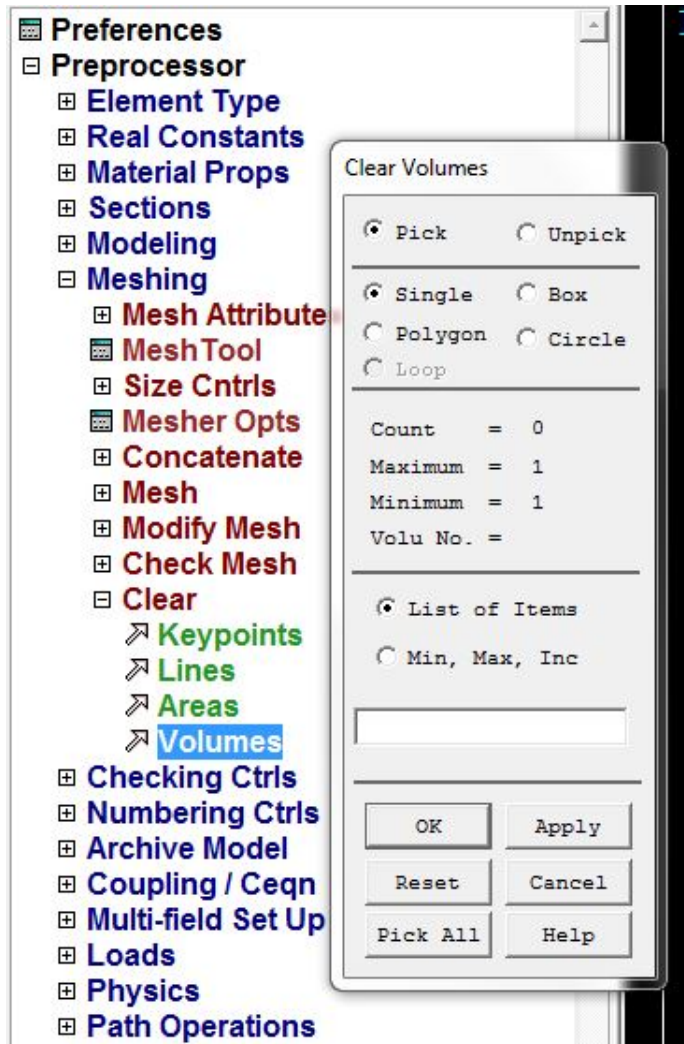 Preferences
Preprocessor
Element Type
Real Constants
Material Props
Sections
Modeling
Meshing
Mesh Attributes
MeshTool
Size Cntrls
Mesher Opts
Concatenate
Mesh
Modify Mesh
Check Mesh
Clear
Keypoints
Lines
Areas
Volumes
Checking Ctrls
Numbering Ctrls
Archive Model
Coupling / Ceqn
Multi-field Set Up
Loads
Physics
Path Operations
Clear Volumes
Pick Unpick
Single Box
Polygon Circle
Loop
Count = 0
Maximum = 1
Minimum = 1
Volu No. =
List of Items
Min, Max, Inc
OK Apply
Reset Cancel
Pick All Help